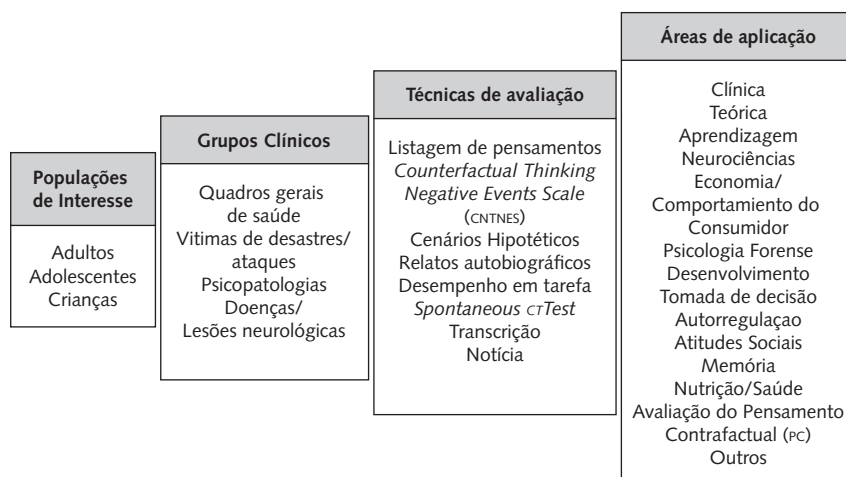 Populações
de Interesse
Adultos
Adolescentes
Crianças
Grupos Clínicos
Quadros gerais
de saúde
Vitimas de desastres/
ataques
Psicopatologias
Doenças/
Lesões neurológicas
Técnicas de avaliação
Listagem de pensamentos
Counterfactual Thinking
Negative Events Scale
(CNTNES)
Cenários Hipotéticos
Relatos autobiográficos
Desempenho em tarefa
Spontaneous CTTest
Transcrição
Notícia
Áreas de aplicação
Clínica
Teórica
Aprendizagem
Neurociências
Economia/
Comportamiento do
Consumidor
Psicologia Forense
Desenvolvimento
Tomada de decisão
Autorregulaçao
Atitudes Sociais
Memória
Nutrição/Saúde
Avaliação do Pensamento
Contrafactual (PC)
Outros